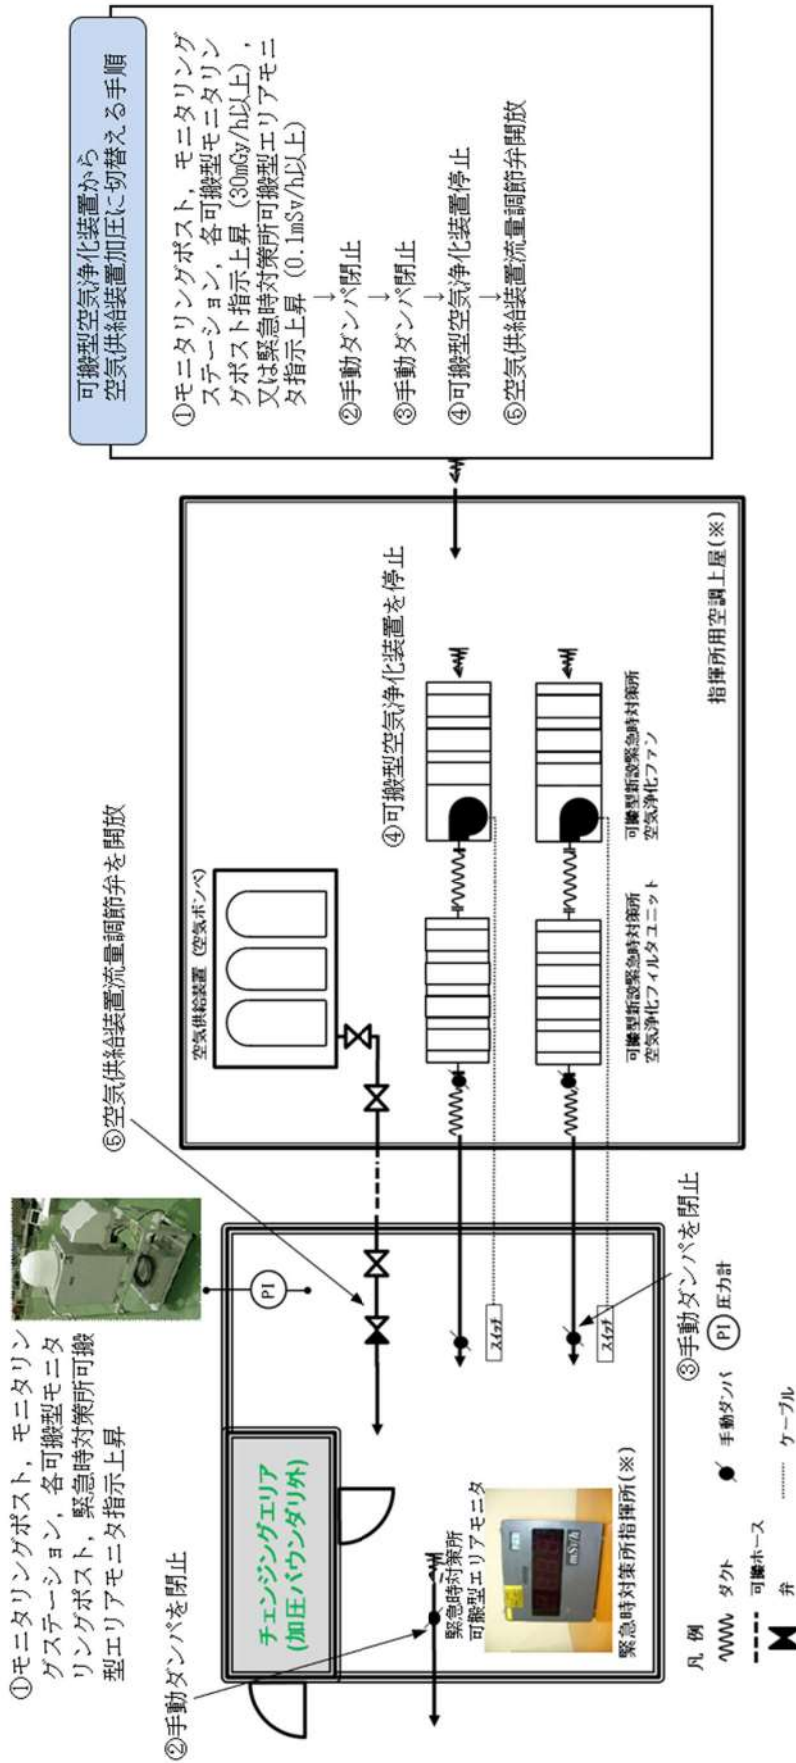 可搬型空気浄化装置から
空気供給装置加圧に切替える手順
①モニタリングポスト，モニタリング
ステーション，各可搬型モニタリン
グポスト指示上昇（30mGy/h以上），
又は緊急時対策所可搬型エリアモニ
タ指示上昇（0.1mSv/h以上）
↓
②手動ダンパ閉止
↓
③手動ダンパ閉止
↓
④可搬型空気浄化装置停止
↓
⑤空気供給装置流量調節弁開放
①モニタリングポスト，モニタリン
グステーション，各可搬型モニタ
リングポスト，緊急時対策所可搬
型エリアモニタ指示上昇
⑤空気供給装置流量調節弁を開放
空気供給装置（空気ボンベ）
④可搬型空気浄化装置を停止
PI
②手動ダンパを閉止
チェンジングエリア
(加圧バウンダリ外)
スイッチ
スイッチ
緊急時対策所
可搬型エリアモニタ
mSv/h
緊急時対策所指揮所(※)
③手動ダンパを閉止
可搬型新設緊急時対策所
空気浄化フィルタユニット
可搬型新設緊急時対策所
空気浄化ファン
指揮所用空調上屋(※)
凡例
ダクト
手動ダンパ
PI 圧力計
可搬ホース
弁
ケーブル